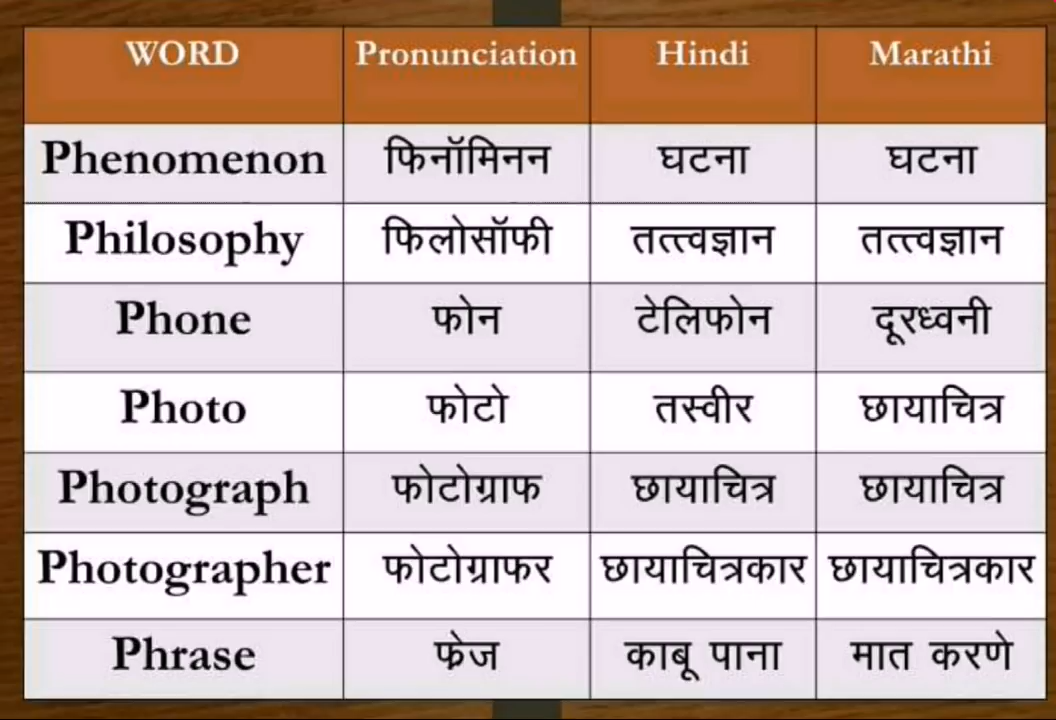 WORD Pronunciation Hindi Marathi
Phenomenon फिनॉमिनन घटना घटना
Philosophy फिलोसॉफी तत्त्वज्ञान तत्त्वज्ञान
Phone फोन टेलिफोन दूरध्वनी
Photo फोटो तस्वीर छायाचित्र
Photograph फोटोग्राफ छायाचित्र छायाचित्र
Photographer फोटोग्राफर छायाचित्रकार छायाचित्रकार
Phrase फ्रेज काबू पाना मात करणे